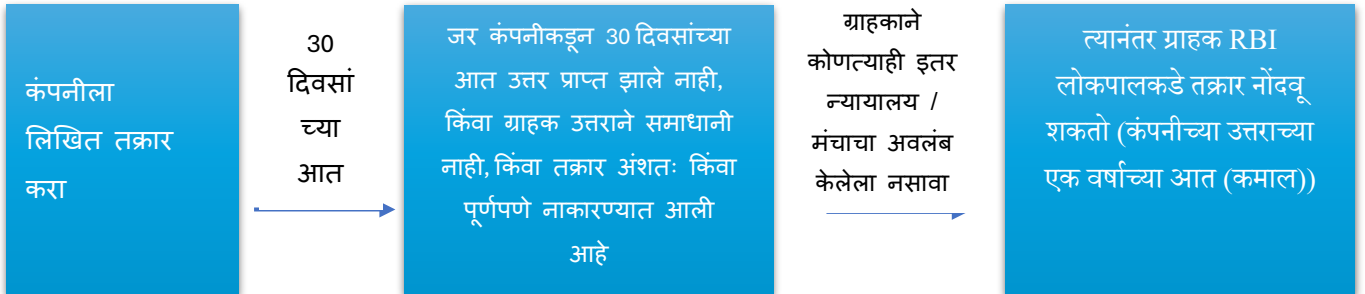 कंपनीला
लिखित तक्रार
करा
30
दिवसां
च्या
आत
जर कंपनीकडून 30 दिवसांच्या
आत उत्तर प्राप्त झाले नाही,
किंवा ग्राहक उत्तराने समाधानी
नाही, किंवा तक्रार अंशतः किंवा
पूर्णपणे नाकारण्यात आली
आहे
ग्राहकाने
कोणत्याही इतर
न्यायालय /
मंचाचा अवलंब
केलेला नसावा
त्यानंतर ग्राहक RBI
लोकपालकडे तक्रार नोंदवू
शकतो (कंपनीच्या उत्तराच्या
एक वर्षाच्या आत (कमाल))